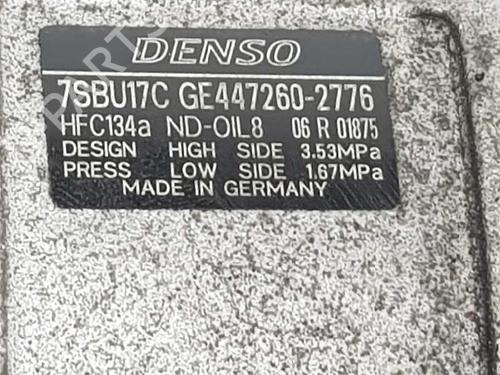 DENSO
7SBU17C GE447260-2776
HFC134a ND-OIL8 06 R 01875
DESIGN HIGH SIDE 3.53MPa
PRESS LOW SIDE 1.67MPa
MADE IN GERMANY